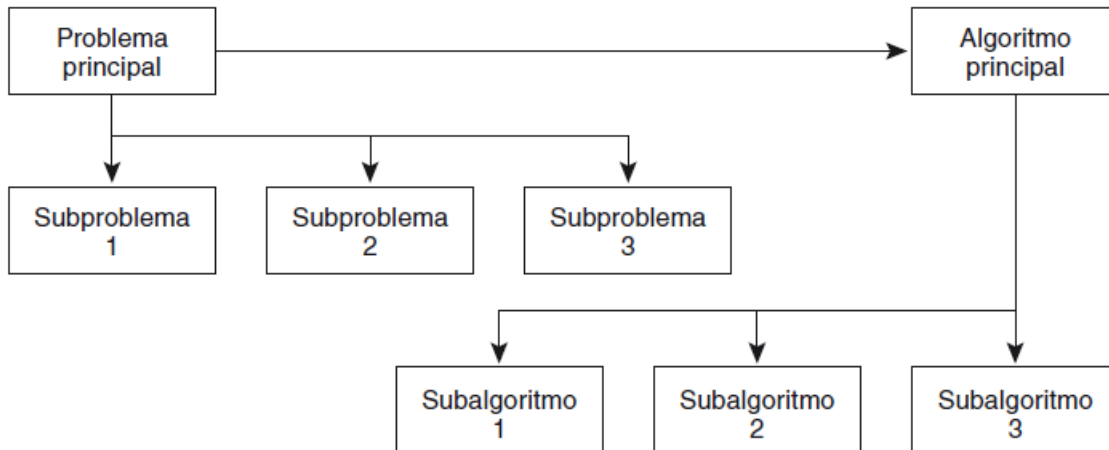 Problema
principal
Algoritmo
principal
Subproblema
1
Subproblema
2
Subproblema
3
Subalgoritmo
1
Subalgoritmo
2
Subalgoritmo
3